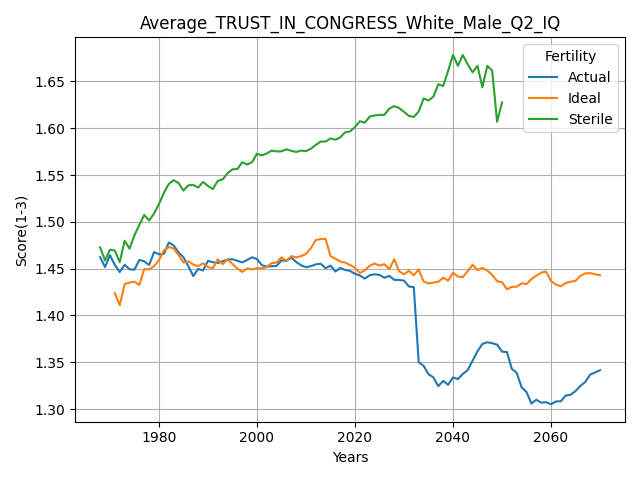 Average_TRUST_IN_CONGRESS_White_Male_Q2_IQ
Fertility
Actual
Ideal
Sterile
Score(1-3)
1.65
1.60
1.55
1.50
1.45
1.40
1.35
1.30
1980
2000
2020
2040
2060
Years